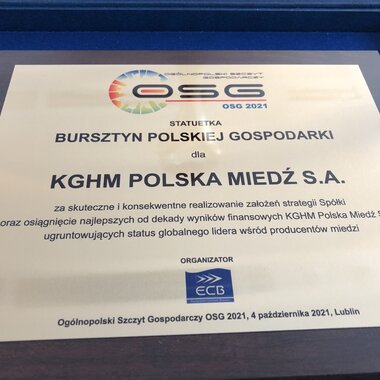 OGÓLNOPOLSKI SZCZYT
GOSPODARCZY
OSG
OSG 2021
STATUETKA
BURSZTYN POLSKIEJ GOSPODARKI
dla
KGHM POLSKA MIEDŹ S.A.
za skuteczne i konsekwentne realizowanie założeń strategii Spółki
oraz osiągnięcie najlepszych od dekady wyników finansowych KGHM Polska Miedź
ugruntowujących status globalnego lidera wśród producentów miedzi
ORGANIZATOR
ECB
Ogólnopolski Szczyt Gospodarczy OSG 2021, 4 października 2021, Lublin